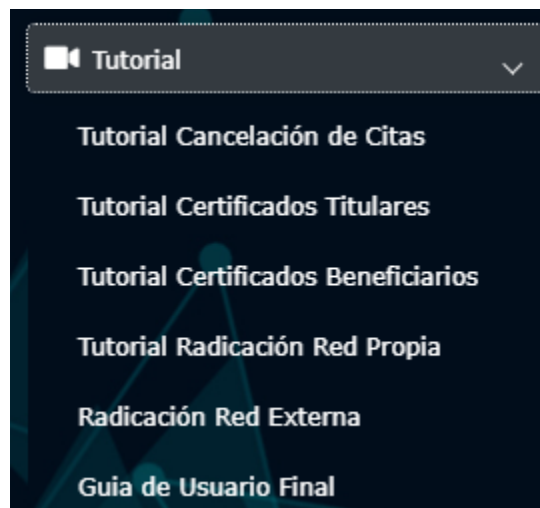 Tutorial
Tutorial Cancelación de Citas
Tutorial Certificados Titulares
Tutorial Certificados Beneficiarios
Tutorial Radicación Red Propia
Radicación Red Externa
Guia de Usuario Final